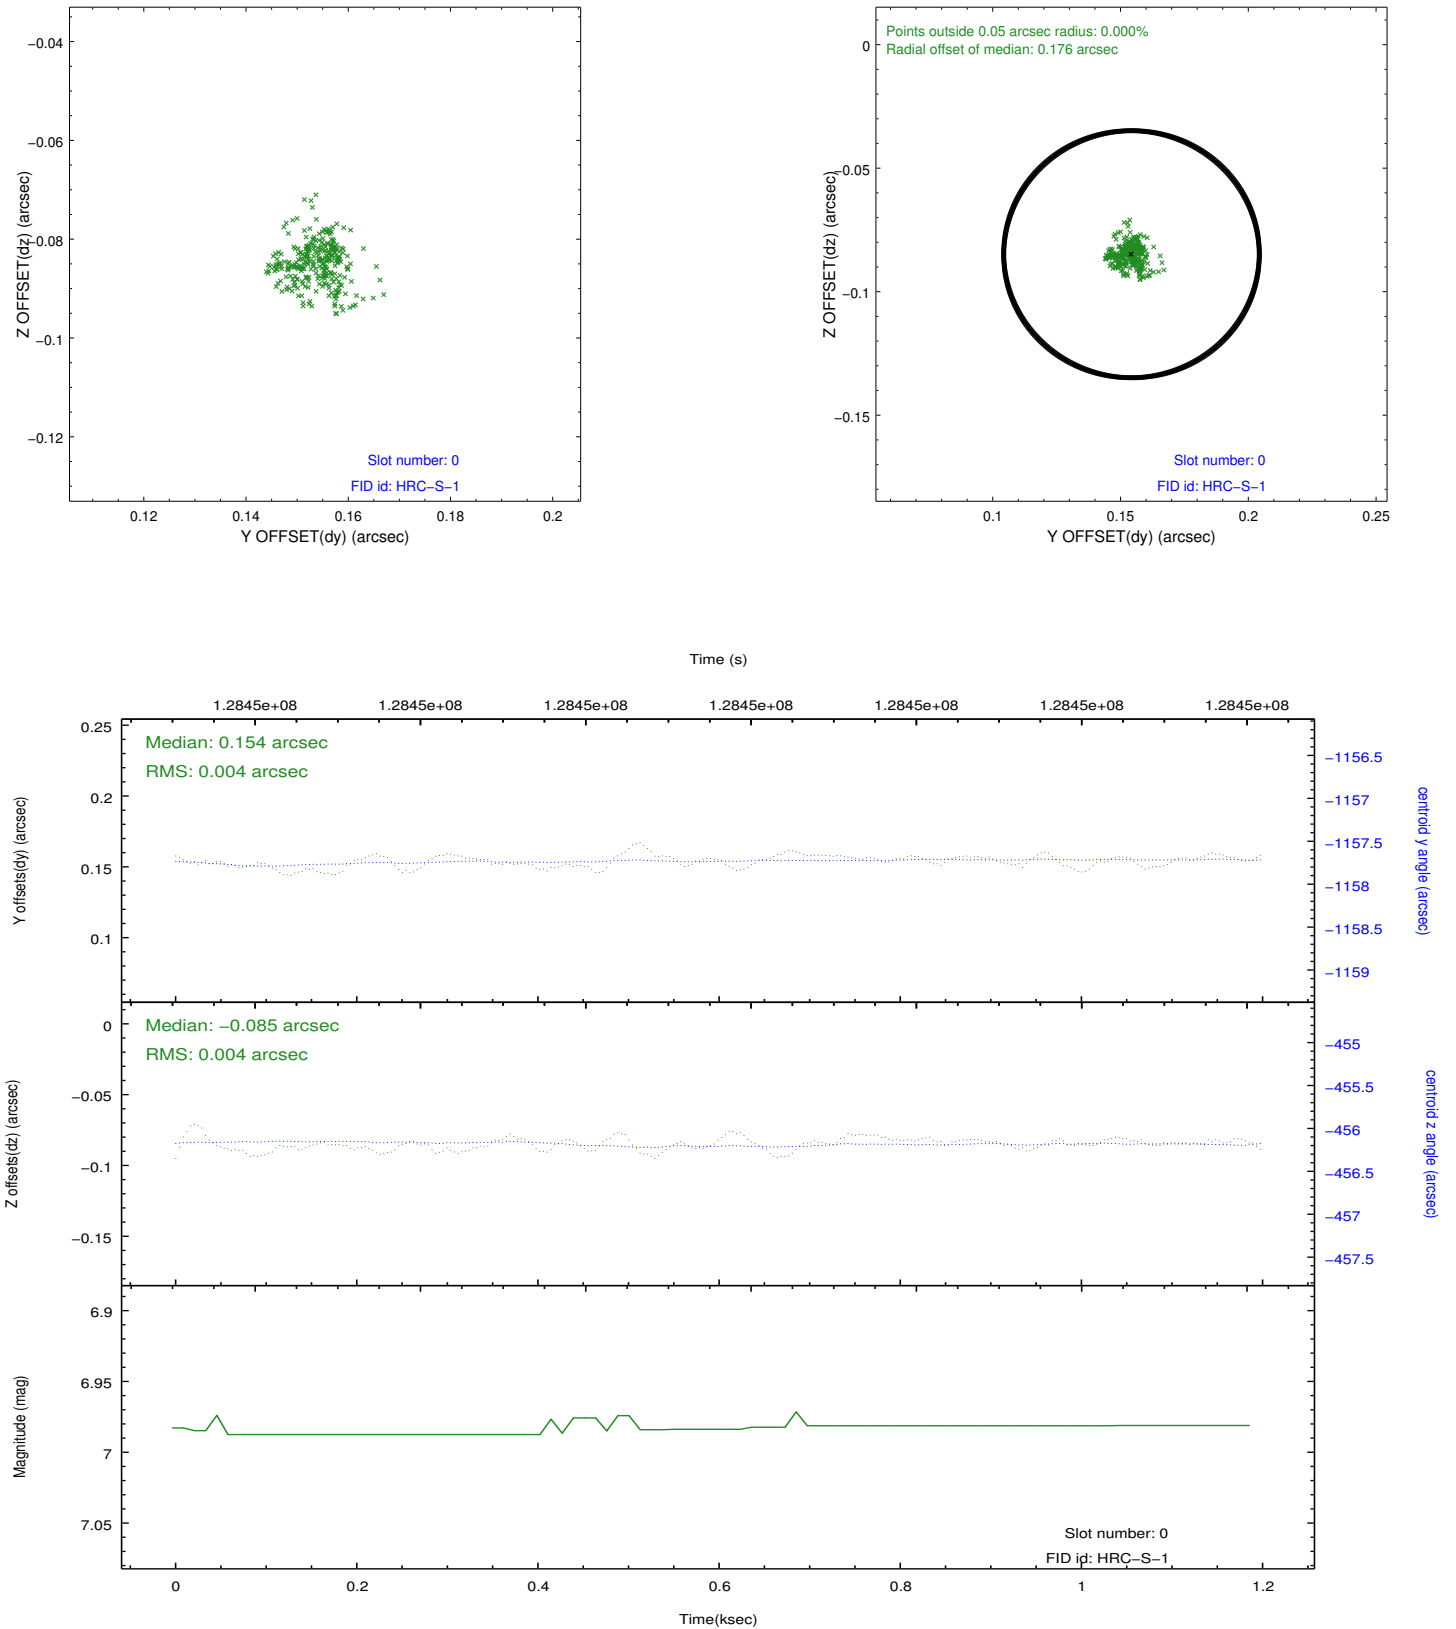 −0.04
−0.06
−0.08
−0.1
−0.12
Z OFFSET(dz) (arcsec)
Slot number: 0
FID id: HRC−S−1
0.12 0.14 0.16 0.18 0.2
Y OFFSET(dy) (arcsec)
Points outside 0.05 arcsec radius: 0.000%
Radial offset of median: 0.176 arcsec
0
−0.05
−0.1
−0.15
Z OFFSET(dz) (arcsec)
Slot number: 0
FID id: HRC−S−1
0.1 0.15 0.2 0.25
Y OFFSET(dy) (arcsec)
Time (s)
1.2845e+08 1.2845e+08 1.2845e+08 1.2845e+08 1.2845e+08 1.2845e+08 1.2845e+08
Median: 0.154 arcsec
RMS: 0.004 arcsec
0.25
0.2
0.15
0.1
Y offsets(dy) (arcsec)
−1156.5
−1157
−1157.5
−1158
−1158.5
−1159
centroid y angle (arcsec)
Median: −0.085 arcsec
RMS: 0.004 arcsec
0
−0.05
−0.1
−0.15
Z offsets(dz) (arcsec)
−455
−455.5
−456
−456.5
−457
−457.5
centroid z angle (arcsec)
6.9
6.95
7
7.05
Magnitude (mag)
Slot number: 0
FID id: HRC−S−1
0 0.2 0.4 0.6 0.8 1 1.2
Time(ksec)